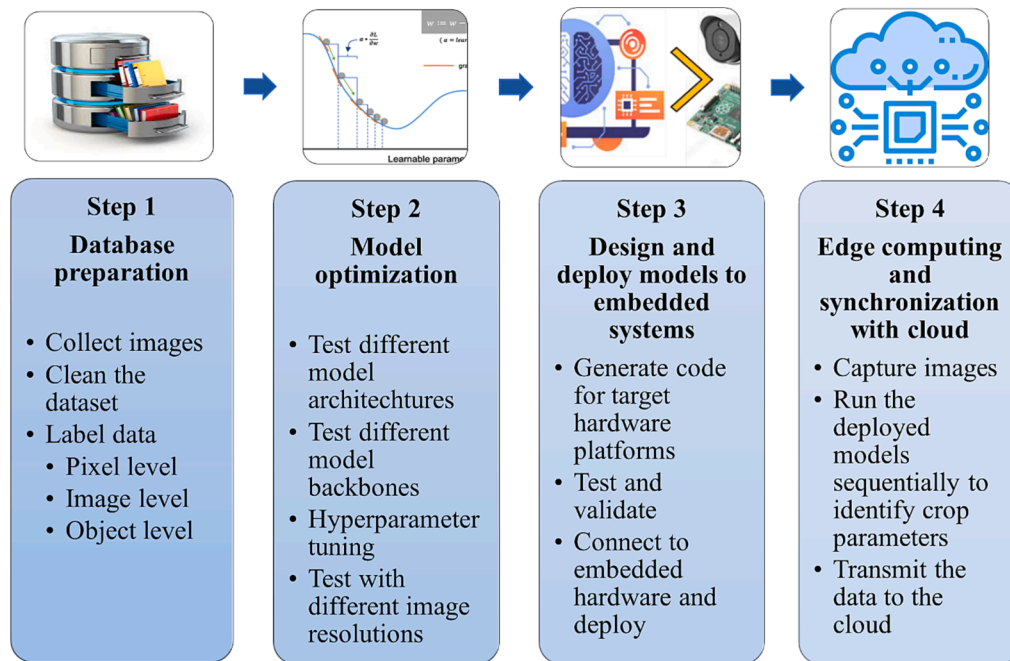 w := w −
α * ∂L/∂w
( α = lear
gra
Learnable parame
Step 1
Database
preparation
• Collect images
• Clean the
dataset
• Label data
• Pixel level
• Image level
• Object level
Step 2
Model
optimization
• Test different
model
architechtures
• Test different
model
backbones
• Hyperparameter
tuning
• Test with
different image
resolutions
Step 3
Design and
deploy models to
embedded
systems
• Generate code
for target
hardware
platforms
• Test and
validate
• Connect to
embedded
hardware and
deploy
Step 4
Edge computing
and
synchronization
with cloud
• Capture images
• Run the
deployed
models
sequentially to
identify crop
parameters
• Transmit the
data to the
cloud